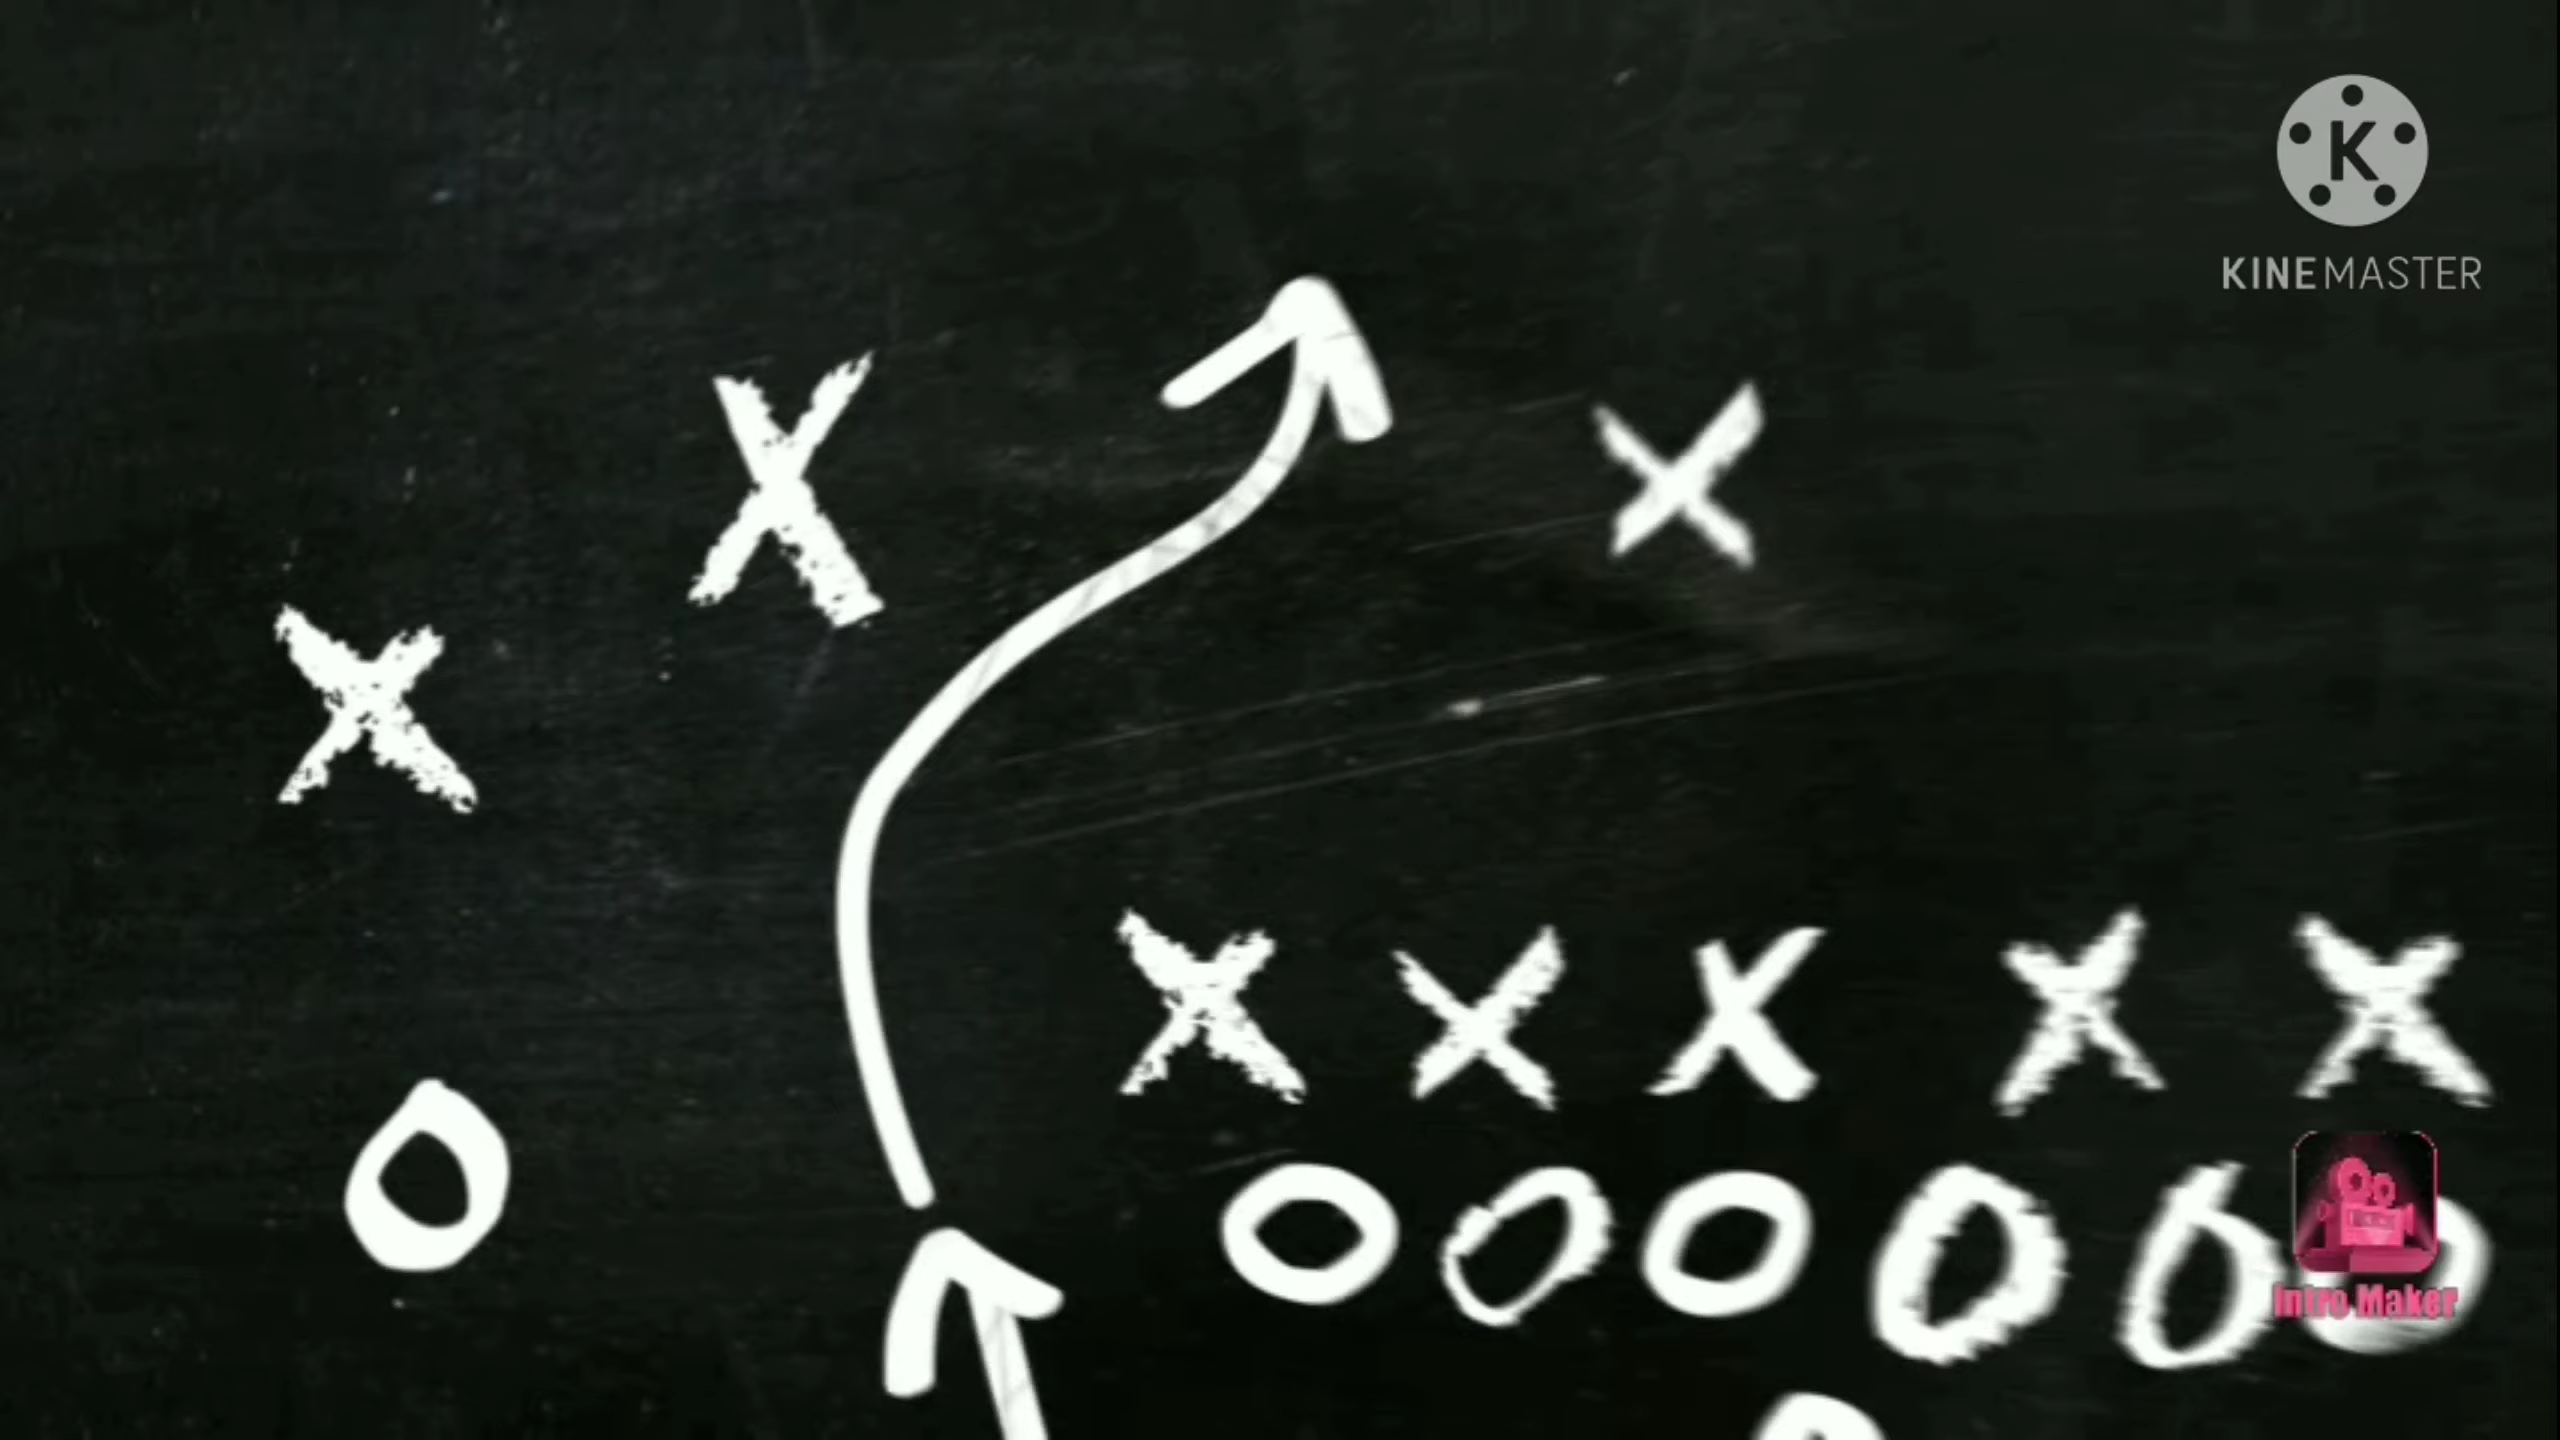 K
KINEMASTER
X
X
X
X X X X X
O
O O O O O O
Intro Maker